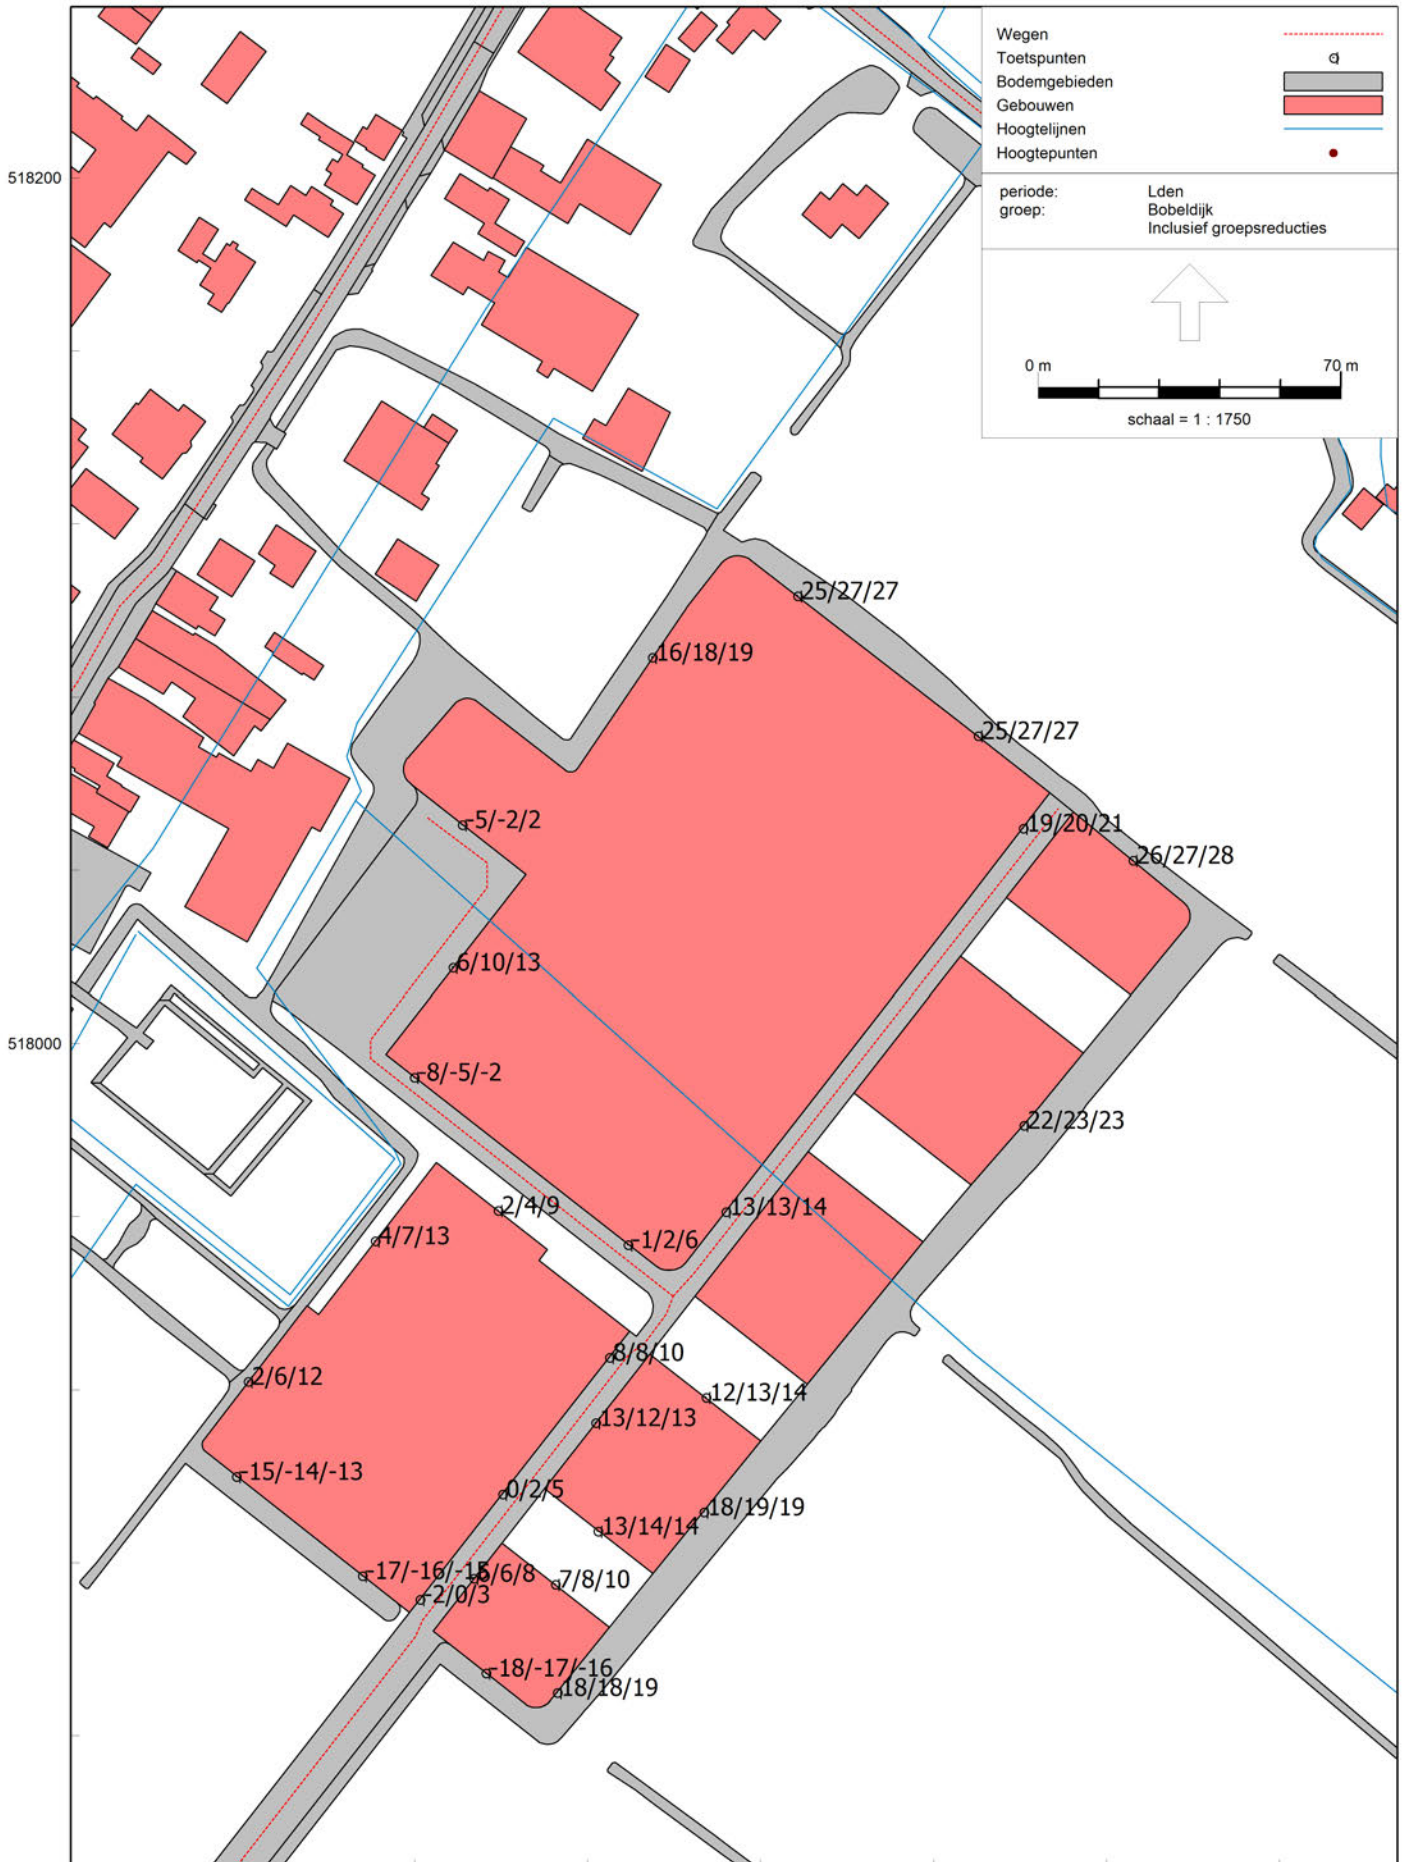 Wegen
Toetspunten
Bodemgebieden
Gebouwen
Hoogtelijnen
Hoogtepunten
periode: Lden
groep: Bobeldijk
Inclusief groepsreducties
0 m 70 m
schaal = 1 : 1750
518200
25/27/27
16/18/19
25/27/27
-5/-2/2
19/20/21
26/27/28
6/10/13
518000
-8/-5/-2
22/23/23
2/4/9
13/13/14
4/7/13
-1/2/6
8/8/10
2/6/12
12/13/14
13/12/13
-15/-14/-13
0/2/5
18/19/19
13/14/14
-17/-16/-15
/6/8
7/8/10
-2/0/3
-18/-17/-16
18/18/19